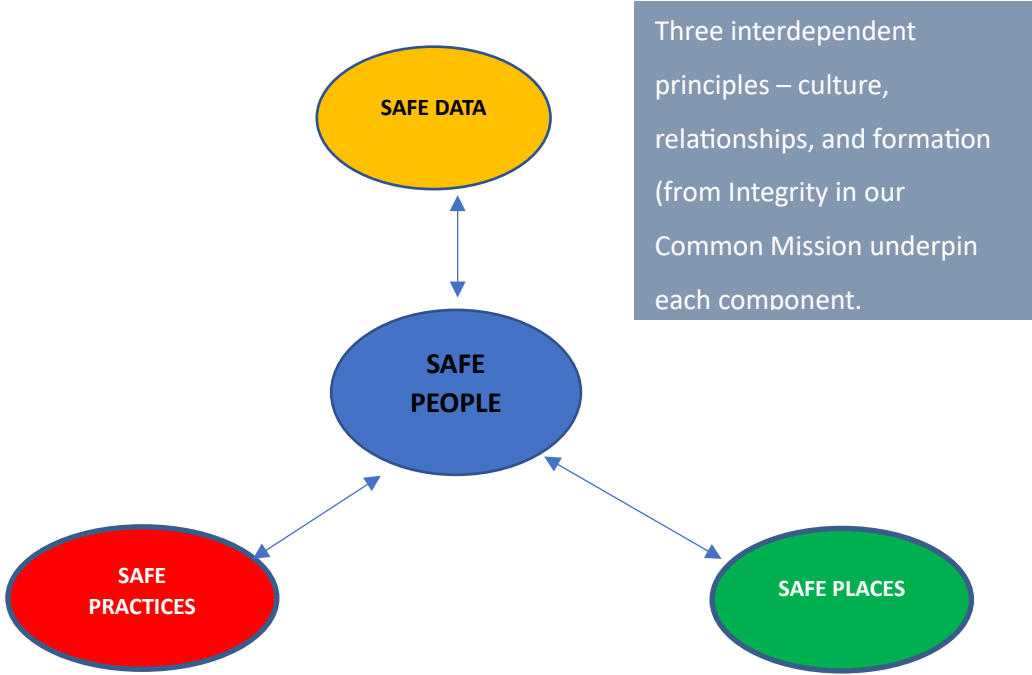 SAFE DATA
Three interdependent
principles – culture,
relationships, and formation
(from Integrity in our
Common Mission underpin
each component.
SAFE
PEOPLE
SAFE
PRACTICES
SAFE PLACES